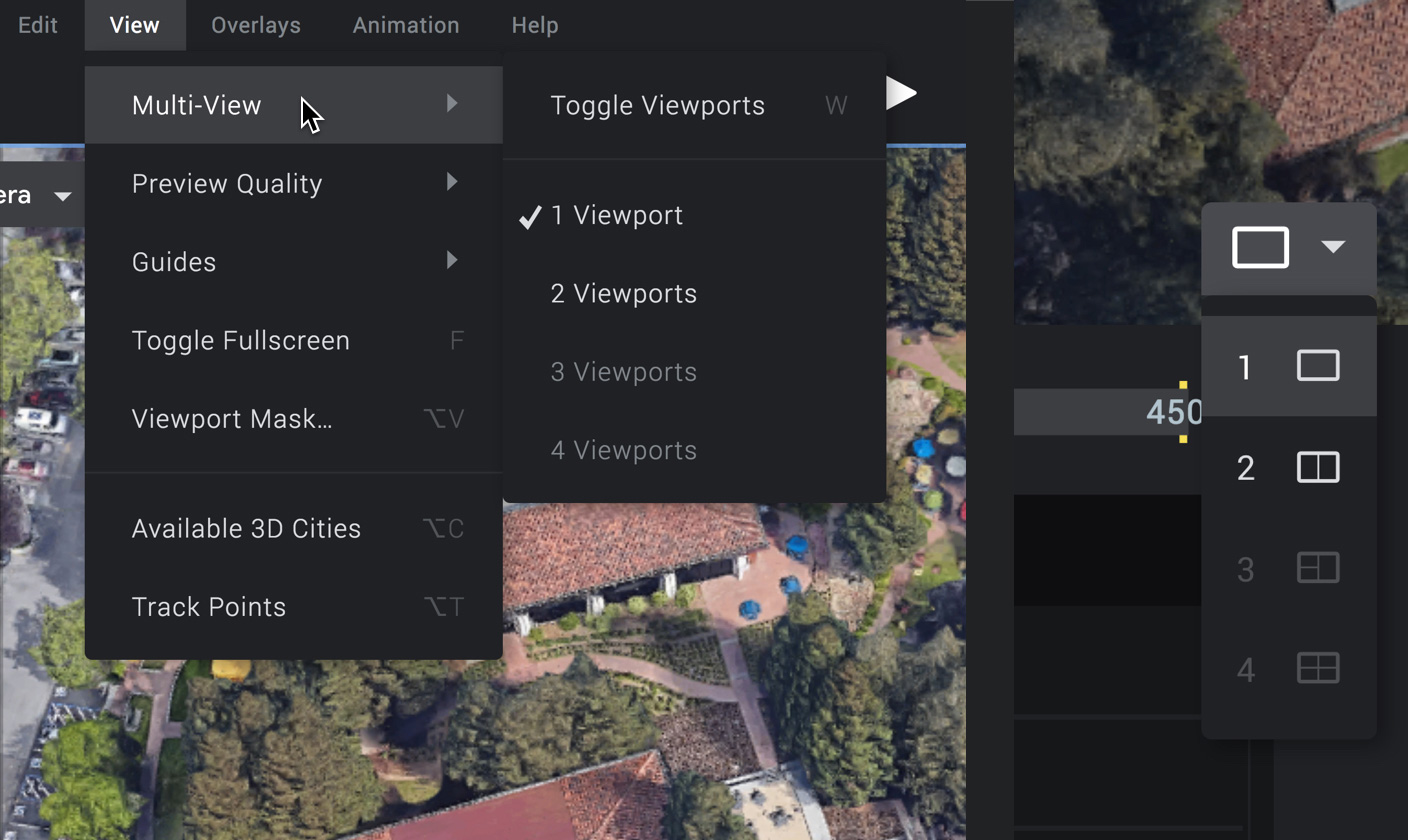 Edit View Overlays Animation Help
Multi-View
Preview Quality
Guides
Toggle Fullscreen F
Viewport Mask… ⌥V
Available 3D Cities ⌥C
Track Points ⌥T
Toggle Viewports W
1 Viewport
2 Viewports
3 Viewports
4 Viewports
era
450
1
2
3
4